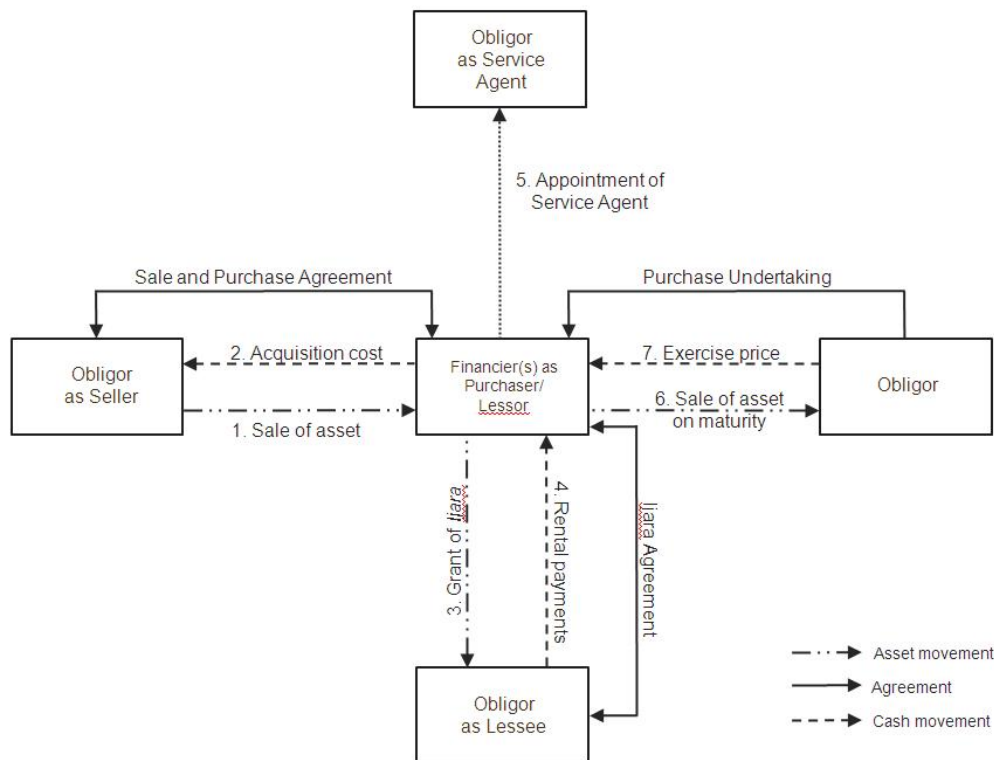 Obligor
as Service
Agent
5. Appointment of
Service Agent
Sale and Purchase Agreement
Purchase Undertaking
Obligor
as Seller
2. Acquisition cost
1. Sale of asset
Financier(s) as
Purchaser/
Lessor
7. Exercise price
6. Sale of asset
on maturity
Obligor
3. Grant of Ijara
4. Rental payments
Ijara Agreement
Obligor
as Lessee
Asset movement
Agreement
Cash movement